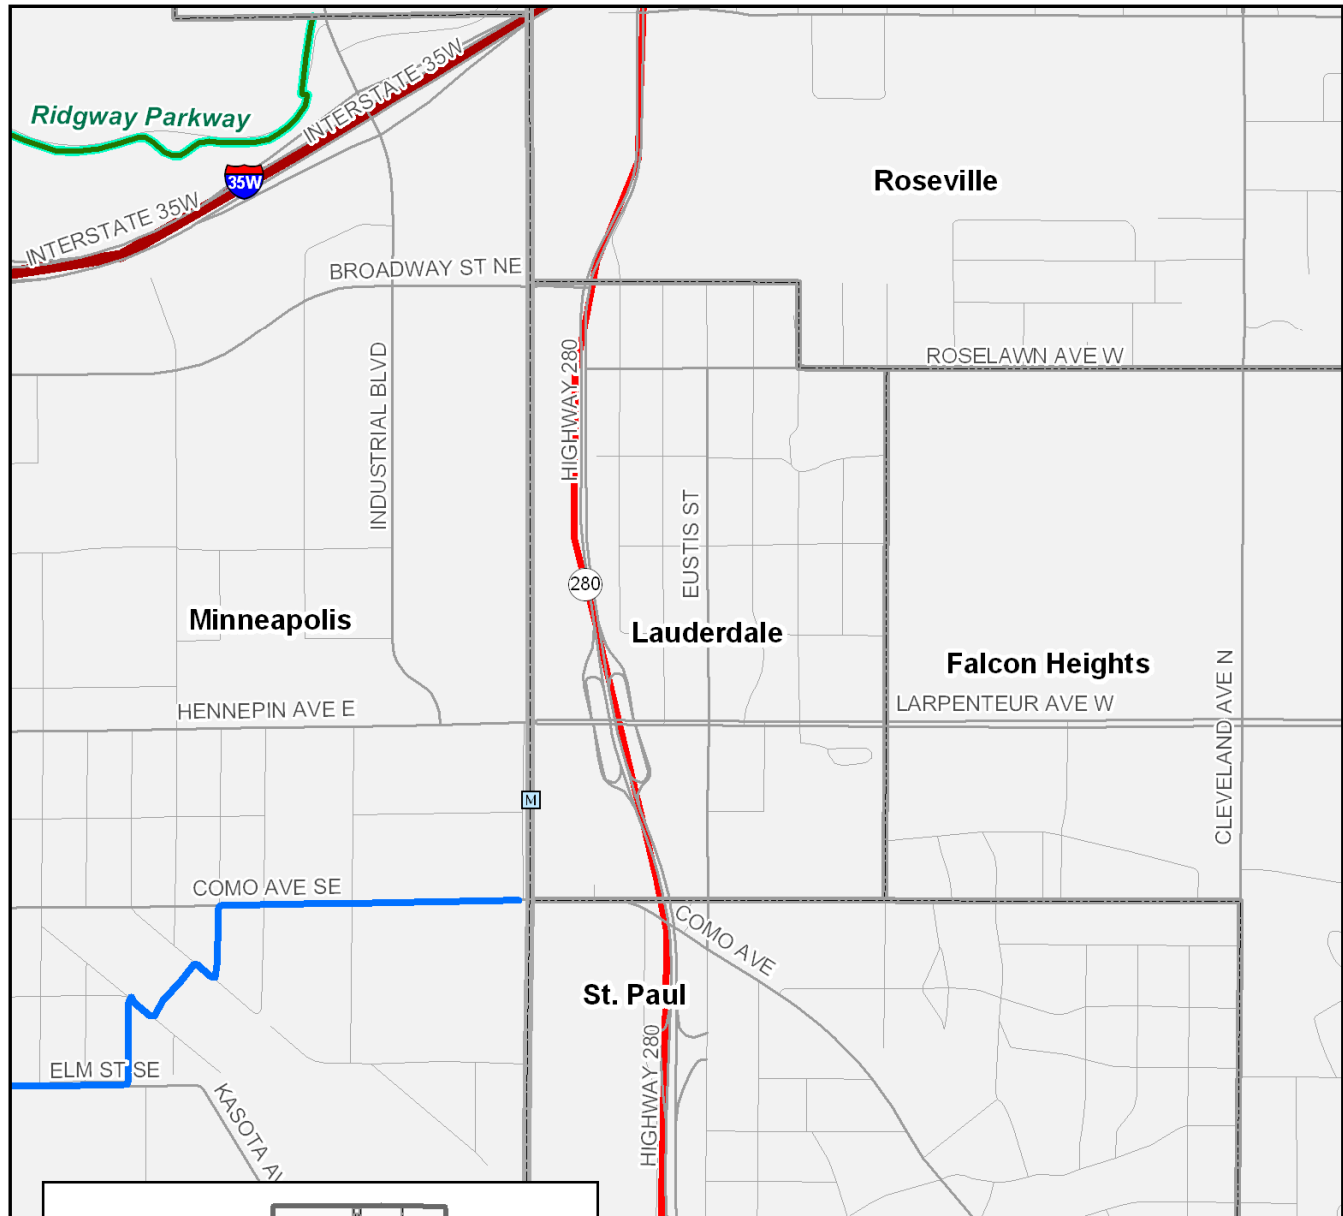 INTERSTATE 35W
Ridgway Parkway
35W
Roseville
INTERSTATE 35W
BROADWAY ST NE
ROSELAWN AVE W
INDUSTRIAL BLVD
HIGHWAY 280
EUSTIS ST
280
Minneapolis
Lauderdale
Falcon Heights
CLEVELAND AVE N
HENNEPIN AVE E
LARPENTEUR AVE W
M
COMO AVE SE
COMO AVE
St. Paul
HIGHWAY 280
ELM ST SE
KASOTA AV